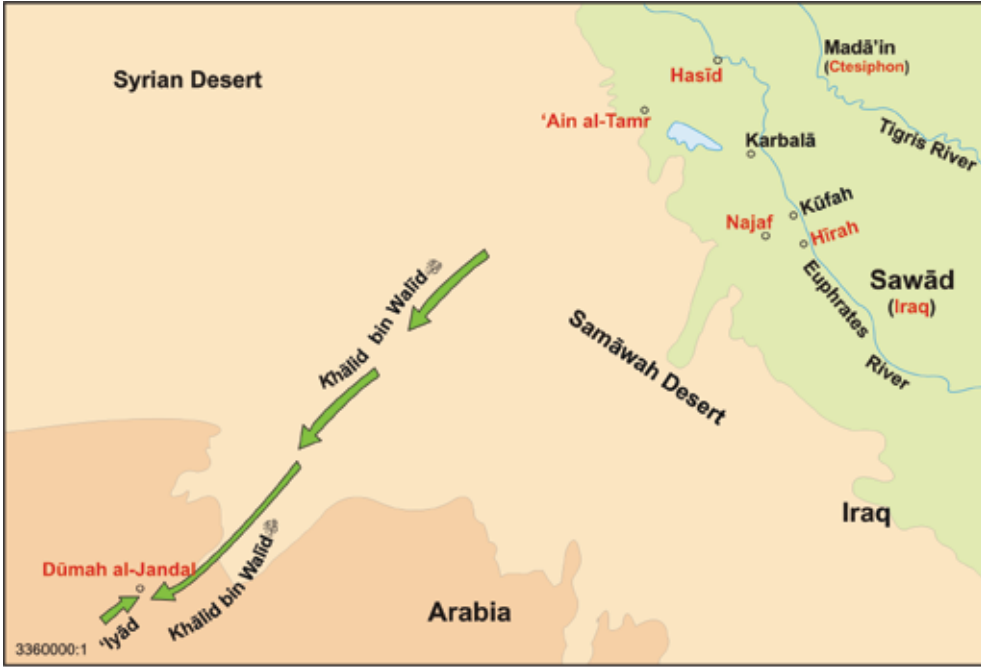 Madā'in
(Ctesiphon)
Hasīd
Syrian Desert
'Ain al-Tamr
Tigris River
Karbalā
Kūfah
Najaf
Hīrah
Khālid bin Walīd
Euphrates
River
Sawād
(Iraq)
Samāwah Desert
Iraq
Khālid bin Walīd
Dūmah al-Jandal
'Iyād
Arabia
3360000:1